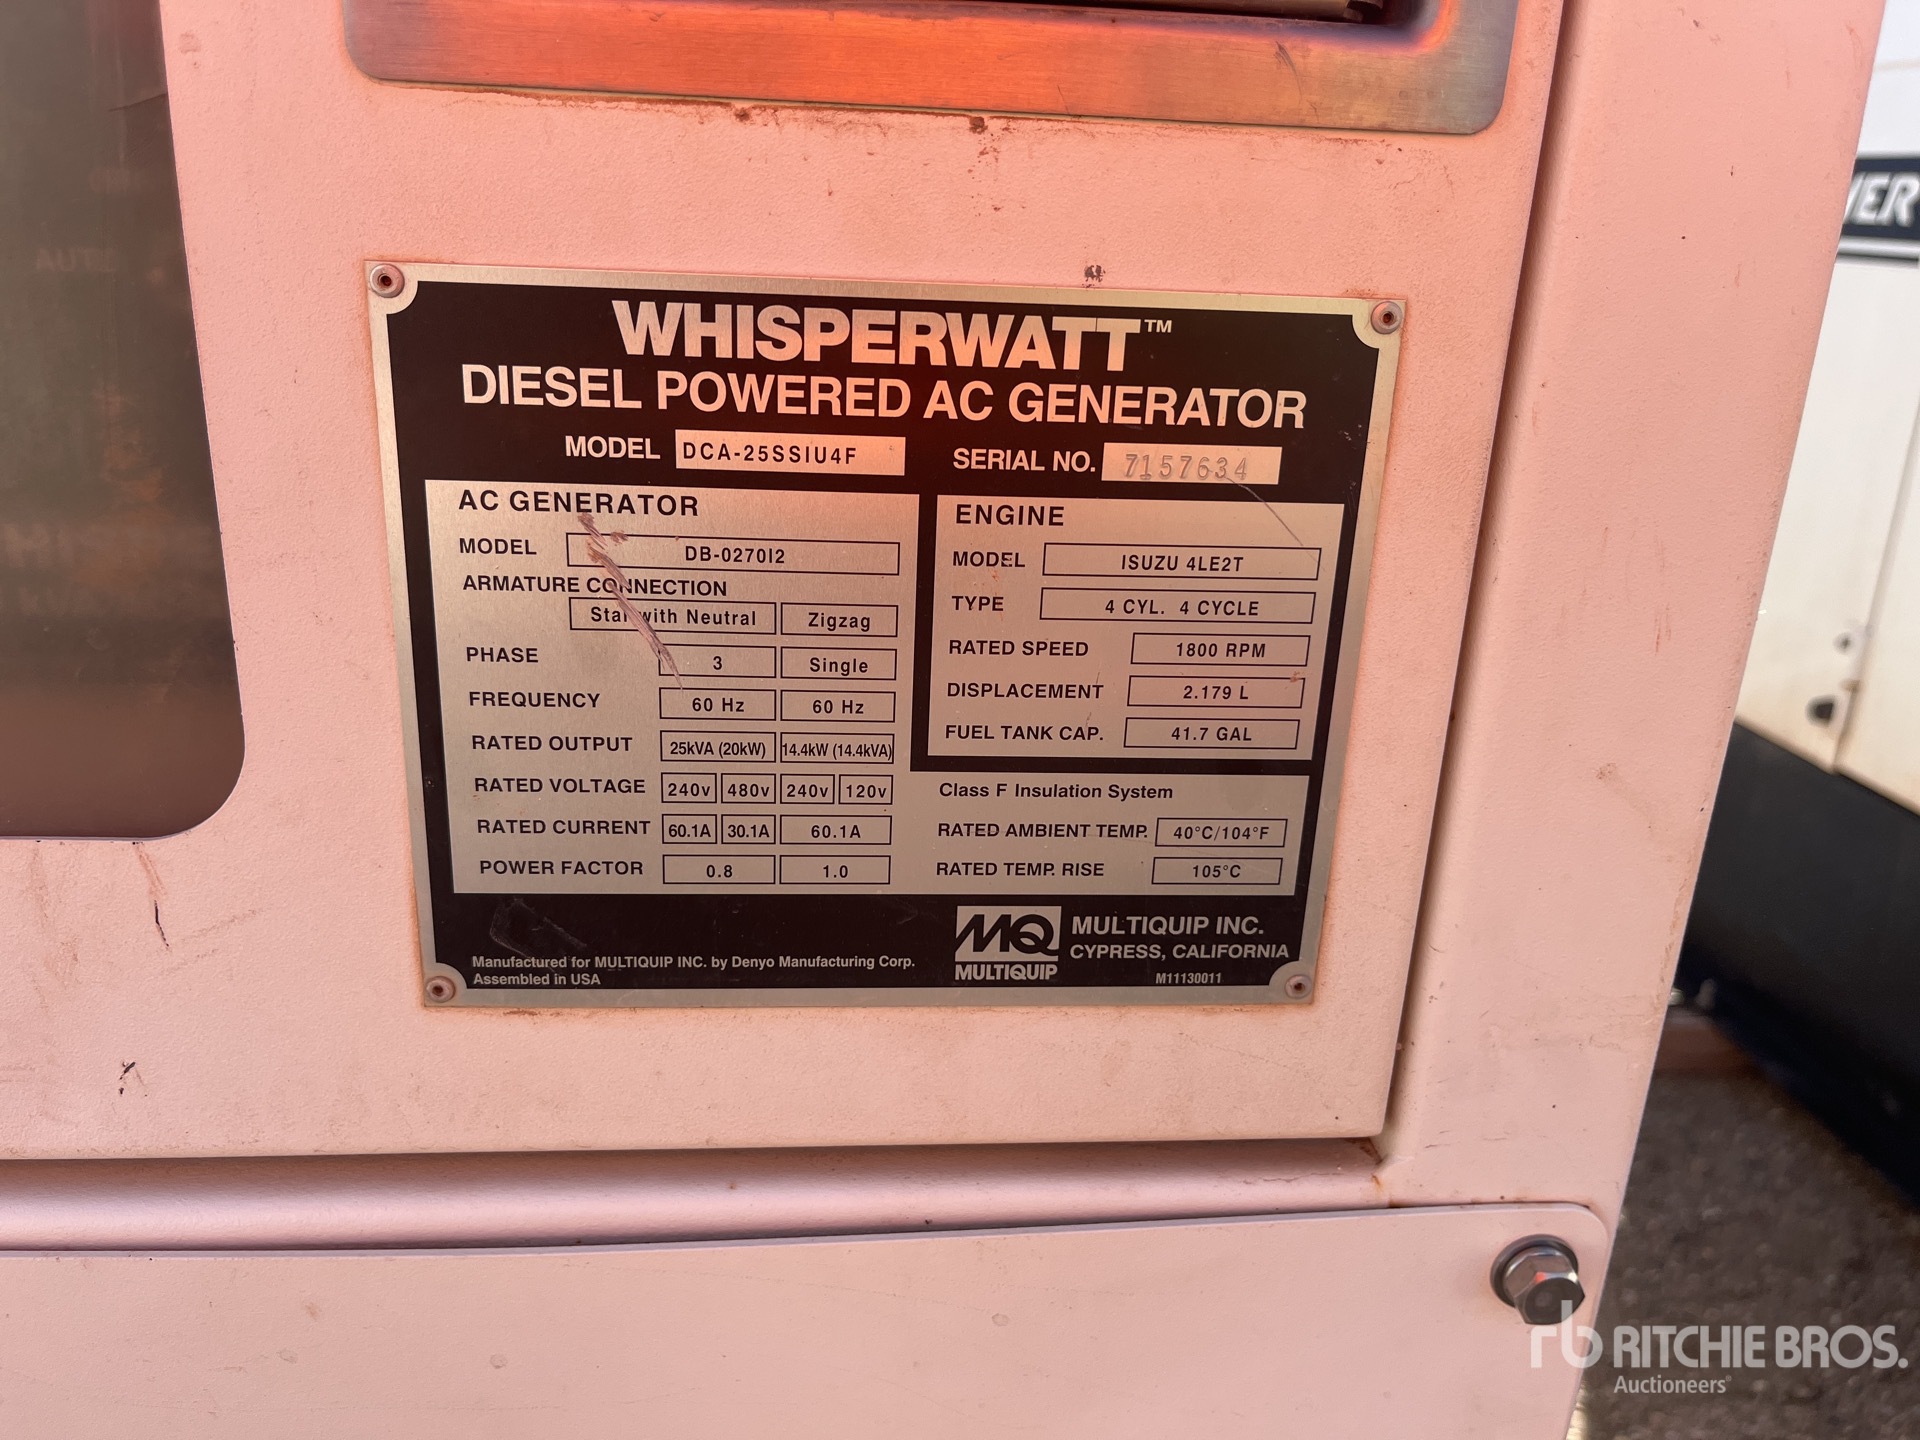 WHISPERWATT™
DIESEL POWERED AC GENERATOR
MODEL DCA-25SSIU4F SERIAL NO. 7157634
AC GENERATOR
MODEL DB-0270I2
ARMATURE CONNECTION
Star with Neutral Zigzag
PHASE 3 Single
FREQUENCY 60 Hz 60 Hz
RATED OUTPUT 25kVA (20kW) 14.4kW (14.4kVA)
RATED VOLTAGE 240v 480v 240v 120v
RATED CURRENT 60.1A 30.1A 60.1A
POWER FACTOR 0.8 1.0
ENGINE
MODEL ISUZU 4LE2T
TYPE 4 CYL. 4 CYCLE
RATED SPEED 1800 RPM
DISPLACEMENT 2.179 L
FUEL TANK CAP. 41.7 GAL
Class F Insulation System
RATED AMBIENT TEMP. 40°C/104°F
RATED TEMP. RISE 105°C
Manufactured for MULTIQUIP INC. by Denyo Manufacturing Corp.
Assembled in USA
MQ
MULTIQUIP
MULTIQUIP INC.
CYPRESS, CALIFORNIA
M11130011
rb RITCHIE BROS.
Auctioneers